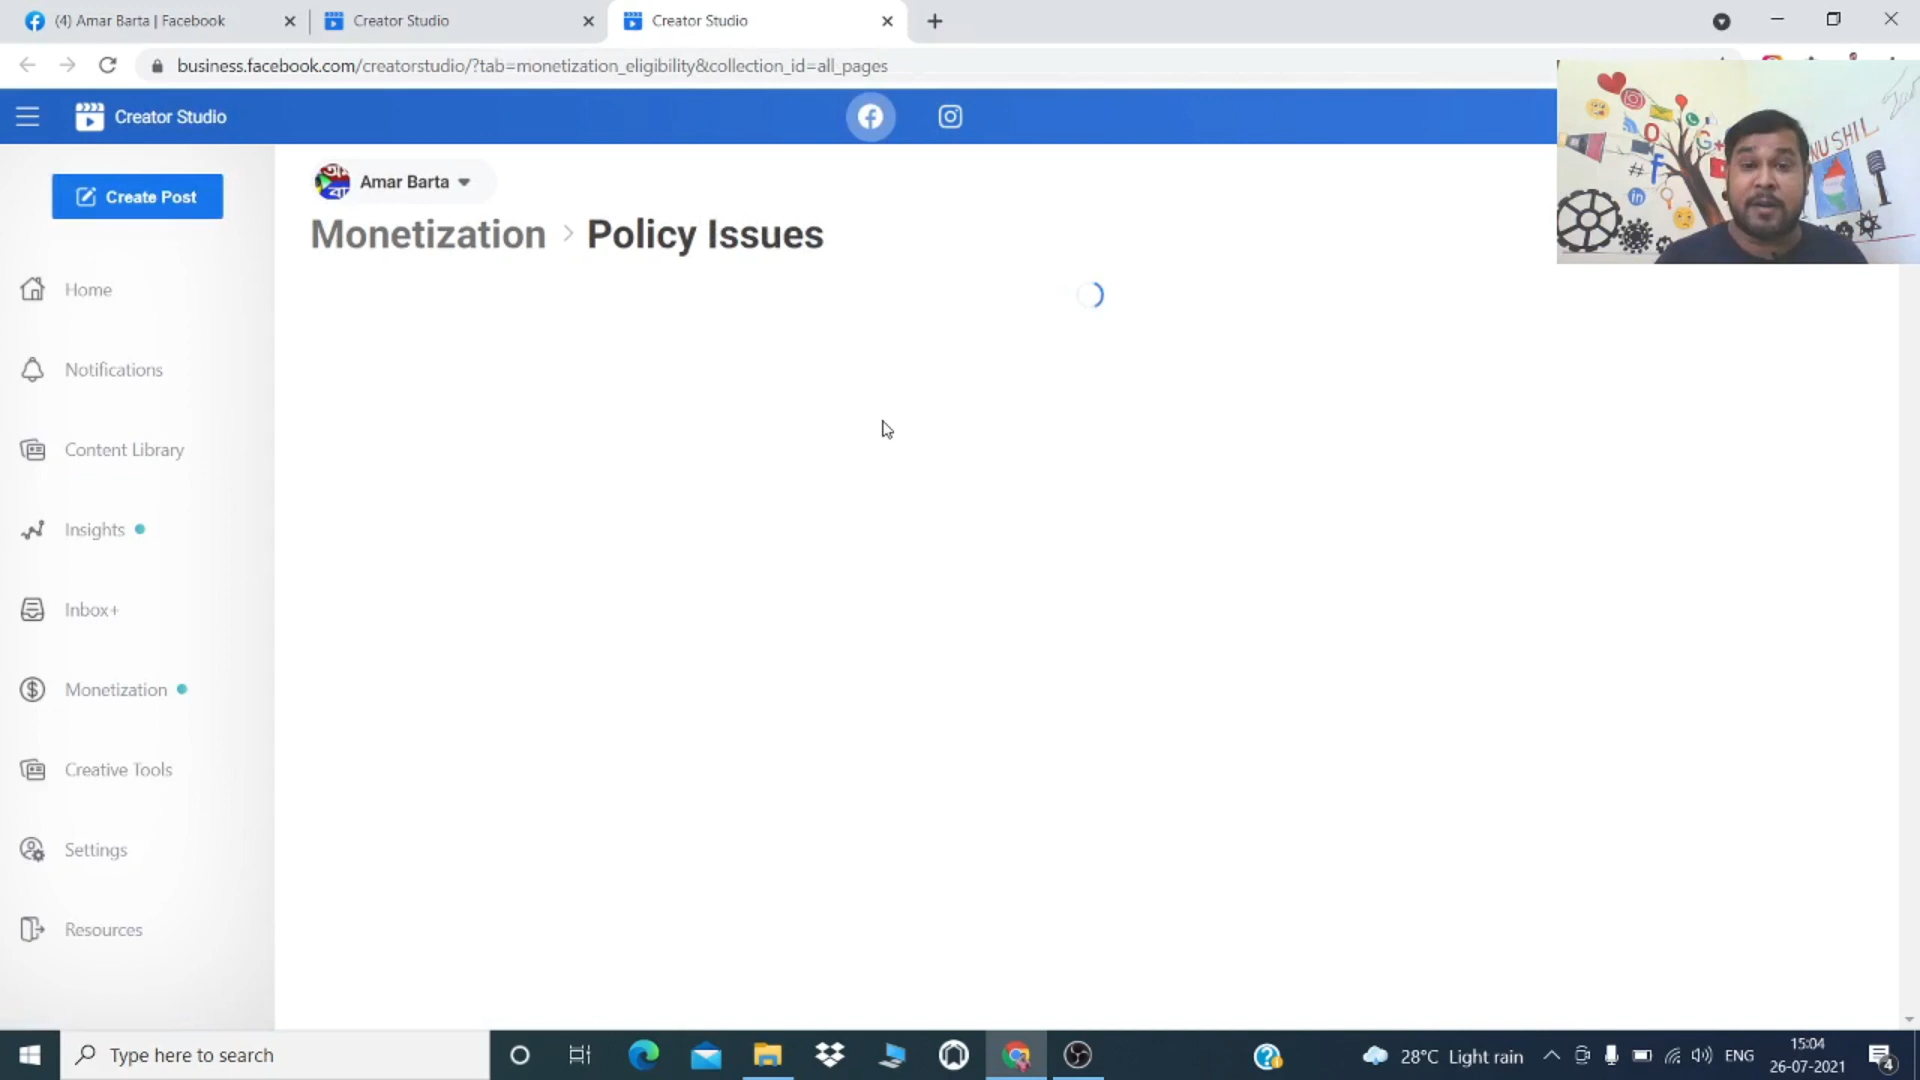 (4) Amar Barta | Facebook
Creator Studio
Creator Studio
business.facebook.com/creatorstudio/?tab=monetization_eligibility&collection_id=all_pages
Creator Studio
Create Post
Amar Barta
Monetization > Policy Issues
Home
Notifications
Content Library
Insights
Inbox+
Monetization
Creative Tools
Settings
Resources
NUSHIL
Type here to search
28°C Light rain
ENG
15:04
26-07-2021
4